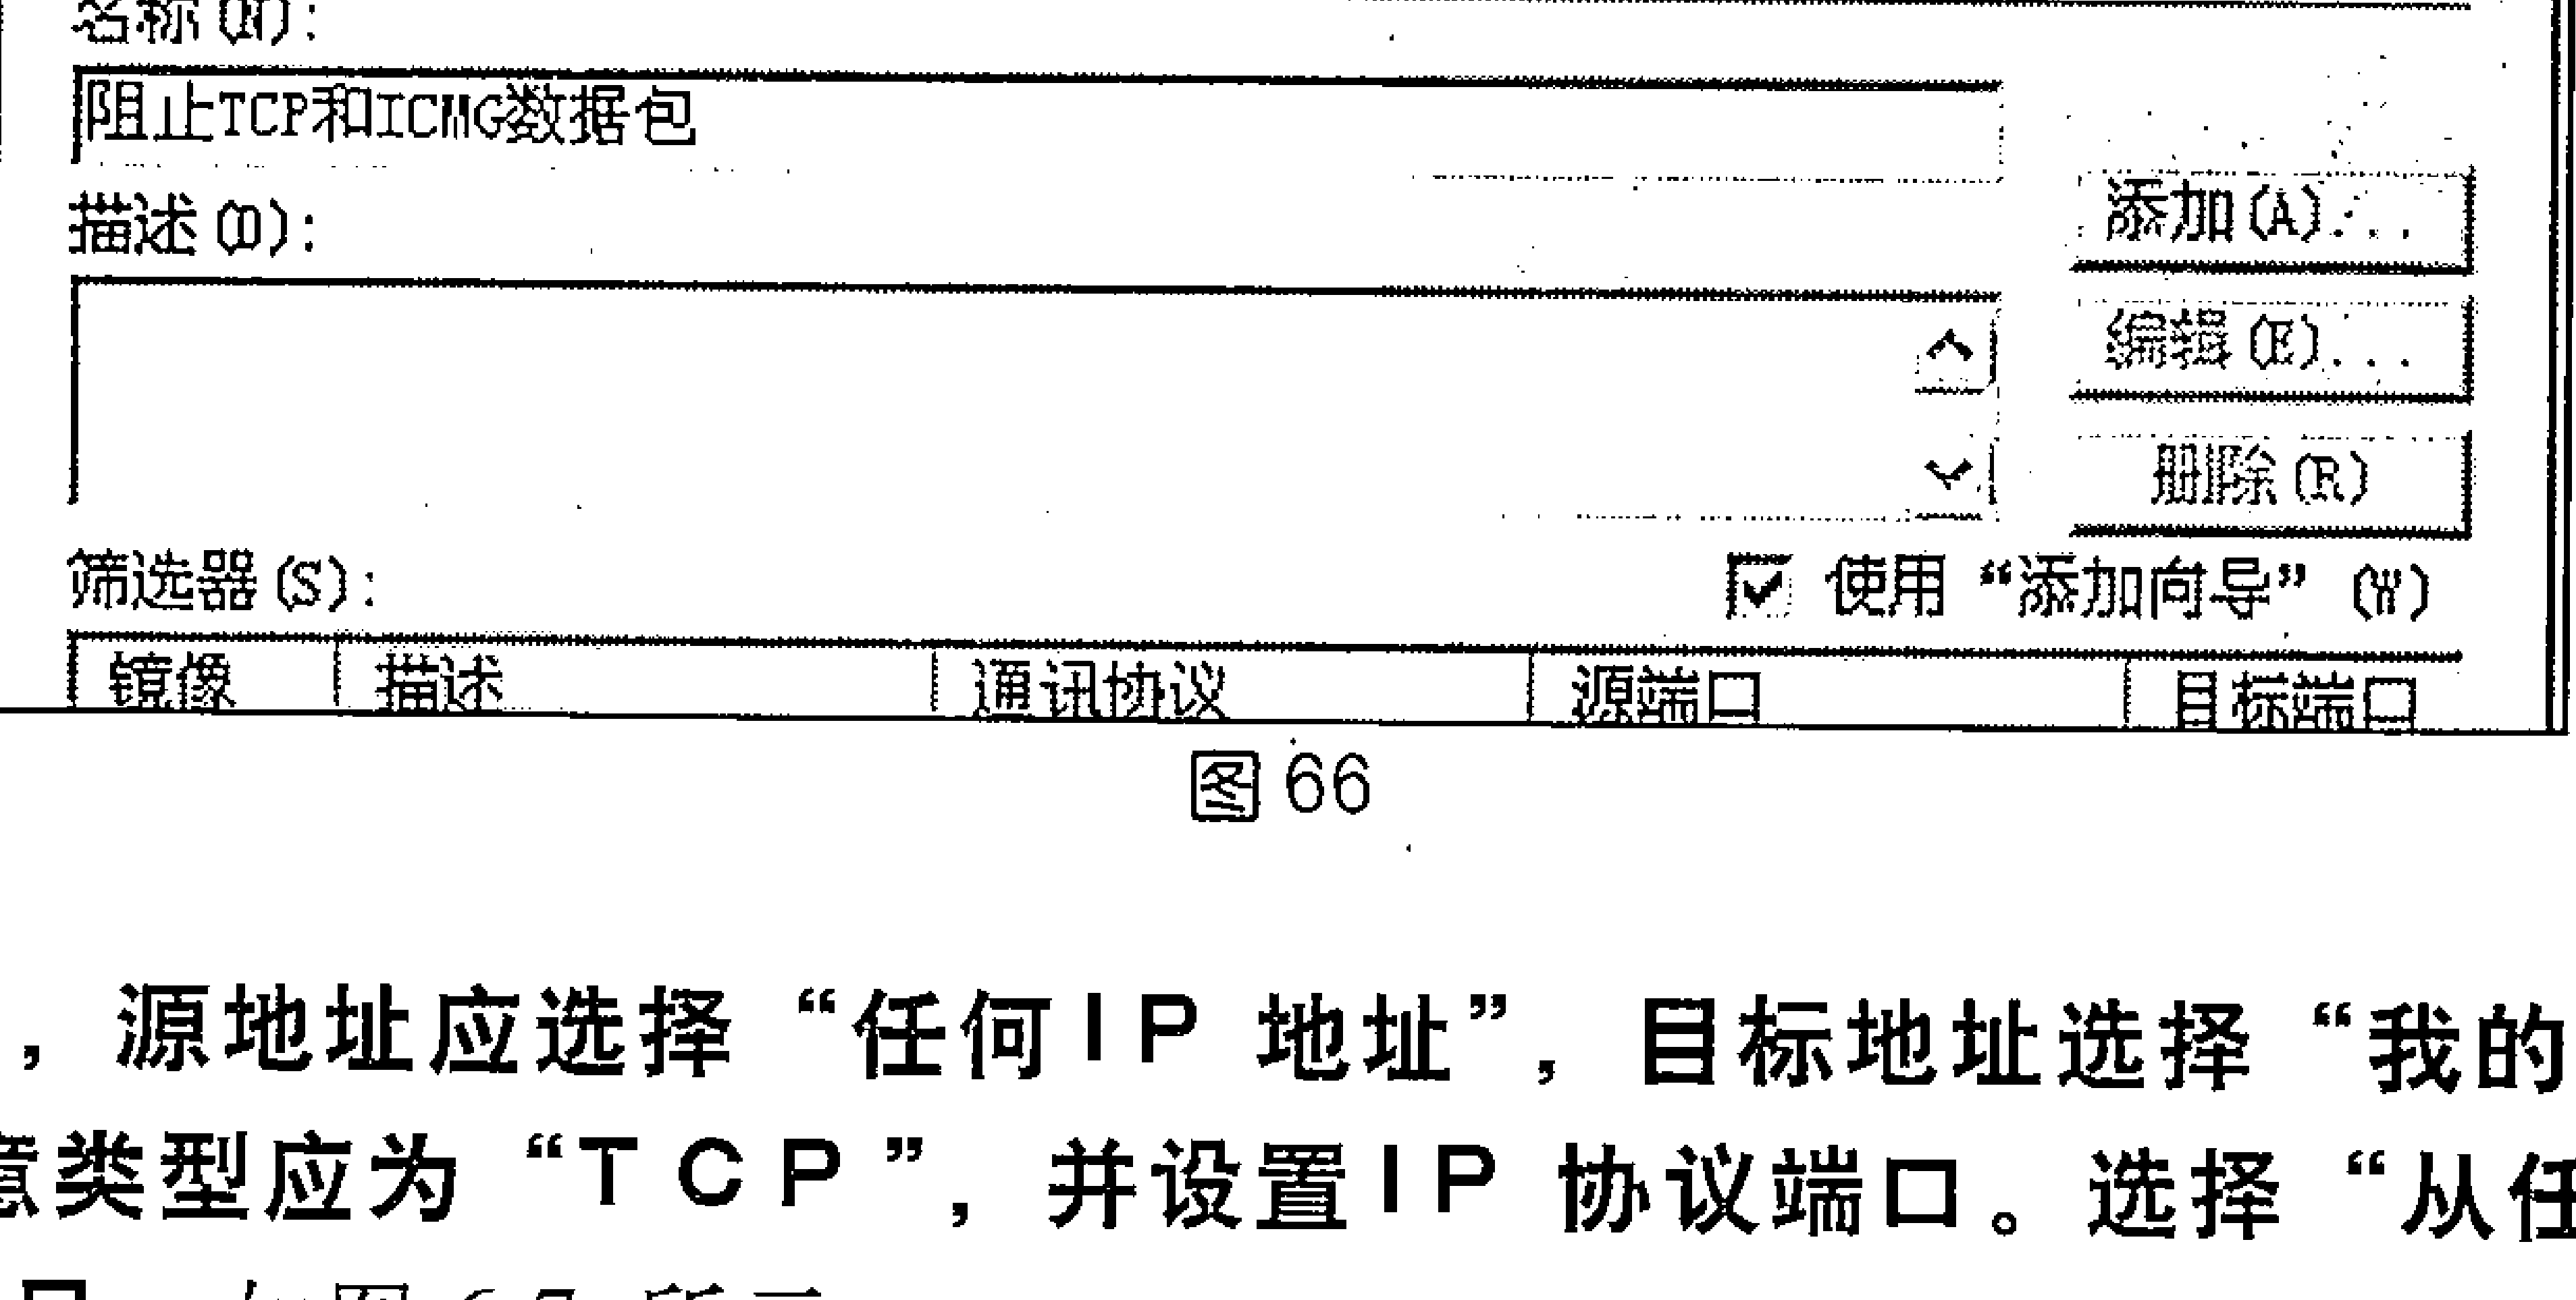 名称(N):
阻止TCP和ICMG数据包
描述(D):
添加(A)...
编辑(E)...
删除(R)
筛选器(S):
使用“添加向导”(W)
镜像 描述 通讯协议 源端口 目标端口
图 66
，源地址应选择“任何IP 地址”，目标地址选择“我的
意类型应为“TCP”，并设置IP 协议端口。选择“从任